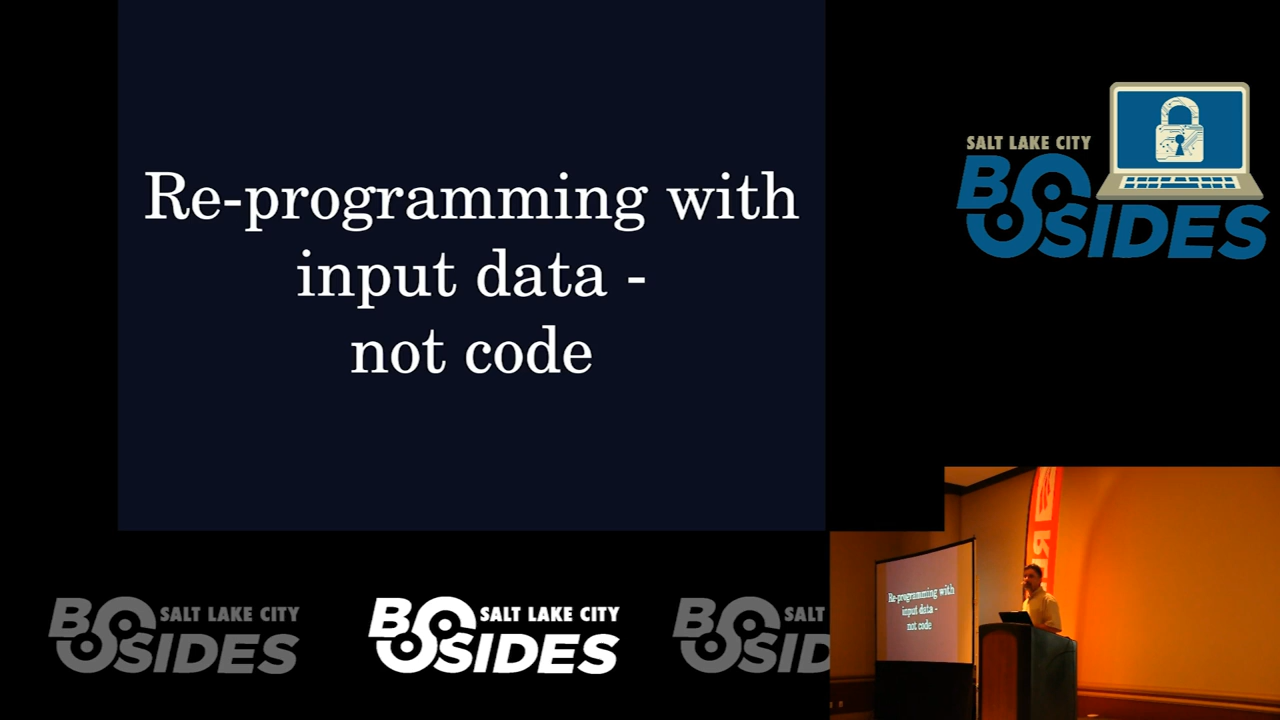 Re-programming with
input data -
not code
SALT LAKE CITY
BSIDES
SALT LAKE CITY
BSIDES
SALT LAKE CITY
BSIDES
SALT
BSID
Re-programming with
input data -
not code
R